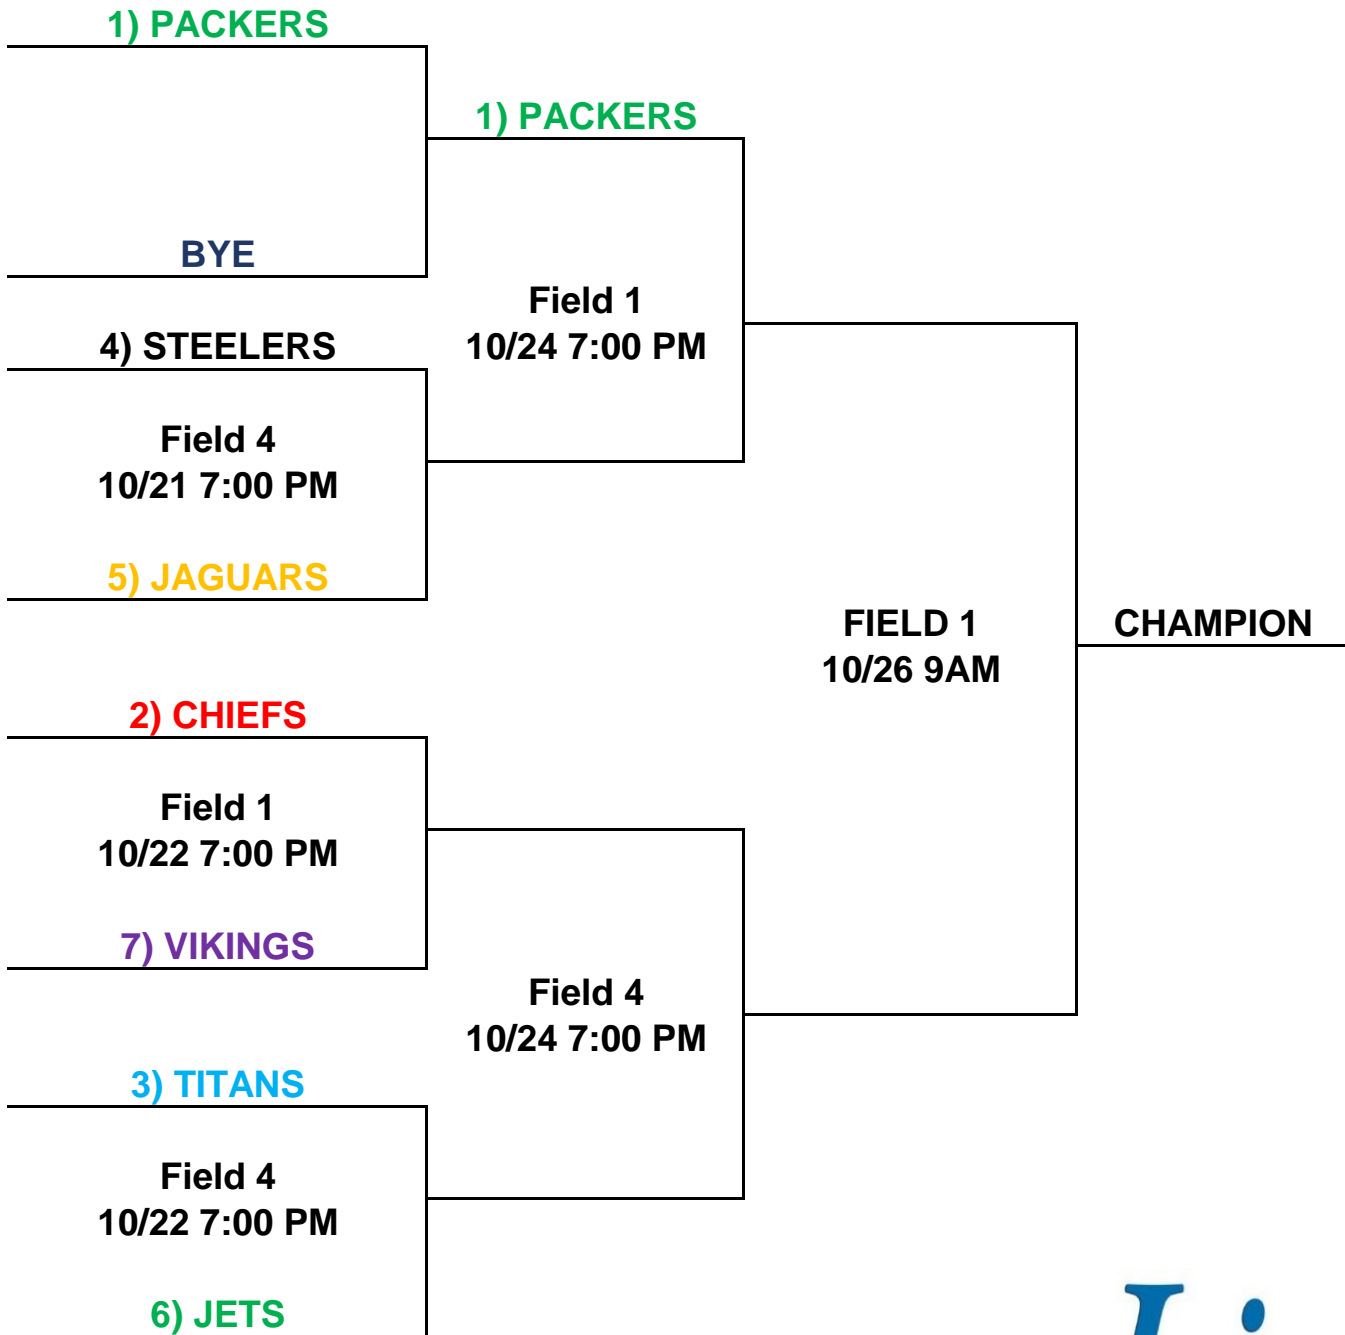 1) PACKERS
1) PACKERS
BYE
Field 1
10/24 7:00 PM
4) STEELERS
Field 4
10/21 7:00 PM
5) JAGUARS
FIELD 1
10/26 9AM
CHAMPION
2) CHIEFS
Field 1
10/22 7:00 PM
7) VIKINGS
Field 4
10/24 7:00 PM
3) TITANS
Field 4
10/22 7:00 PM
6) JETS